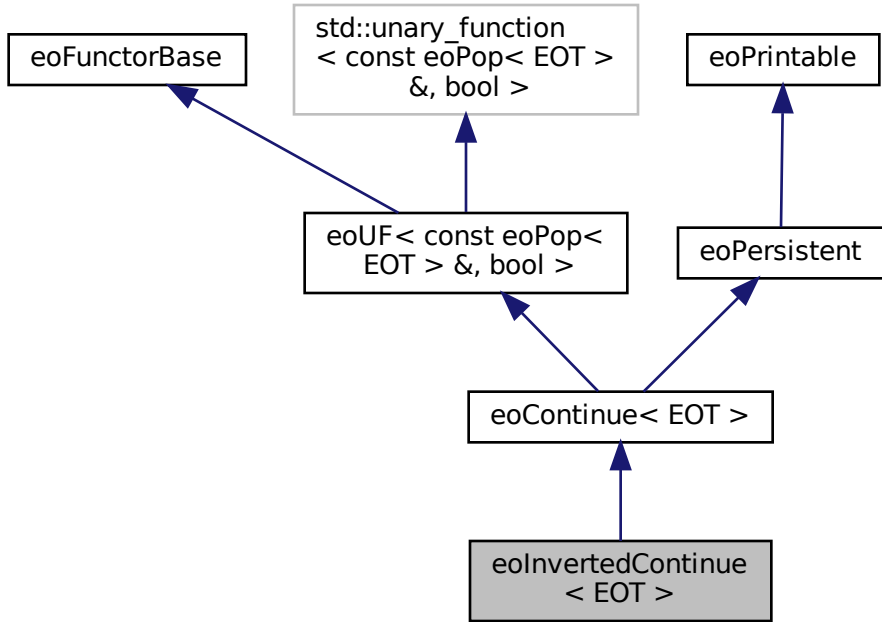 std::unary_function
< const eoPop< EOT >
&, bool >
eoFunctorBase
eoPrintable
eoUF< const eoPop<
EOT > &, bool >
eoPersistent
eoContinue< EOT >
eoInvertedContinue
< EOT >